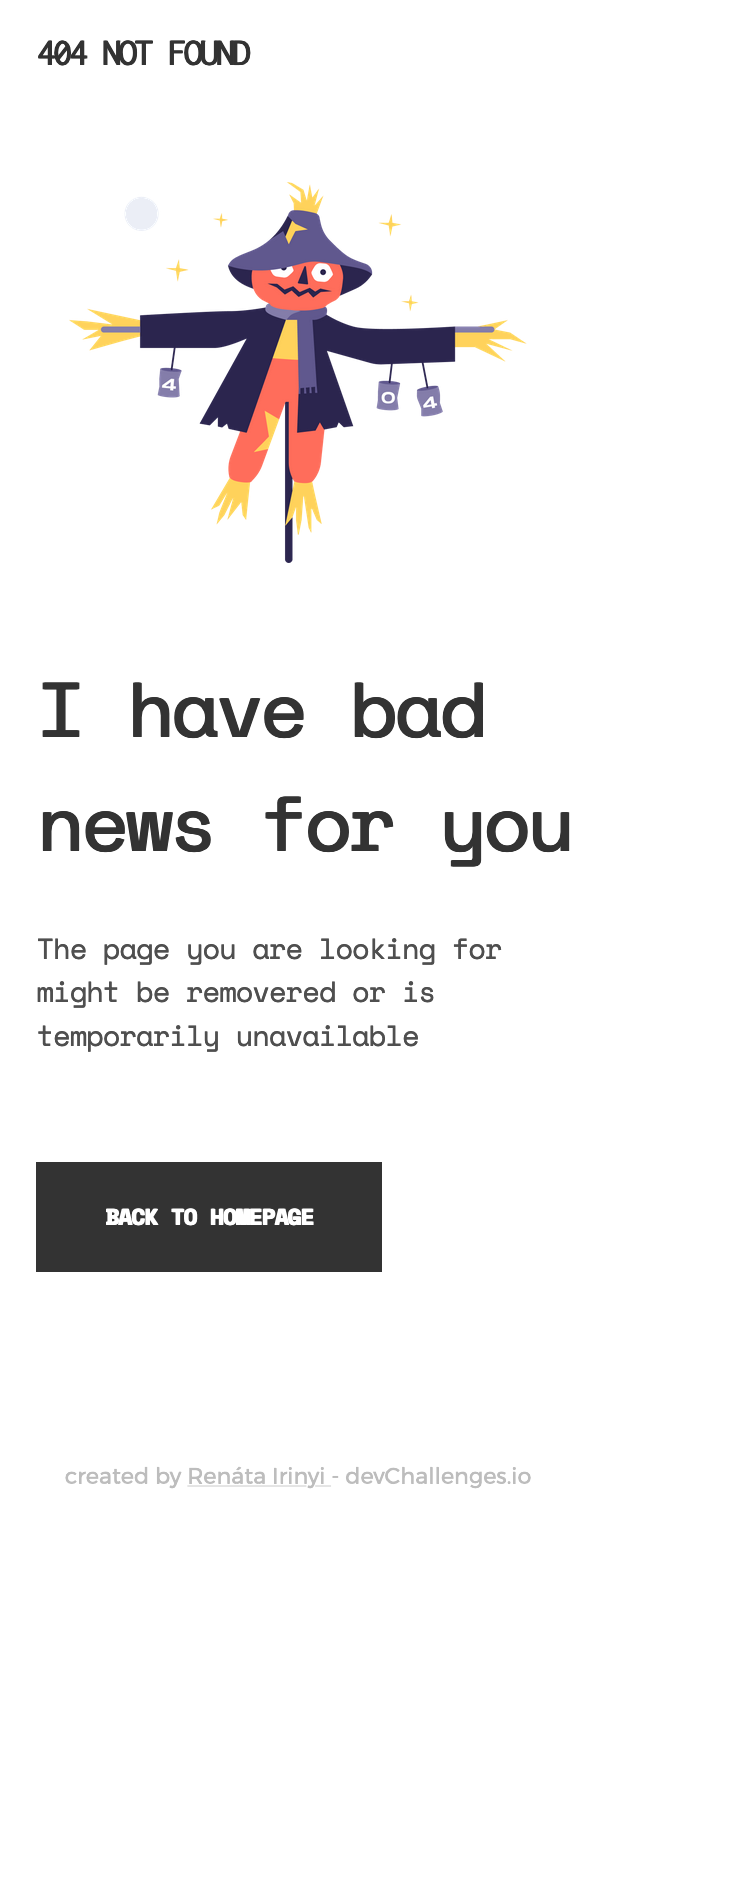 404 NOT FOUND
4
0
4
I have bad
news for you
The page you are looking for
might be removered or is
temporarily unavailable
BACK TO HOMEPAGE
created by Renáta Irinyi - devChallenges.io